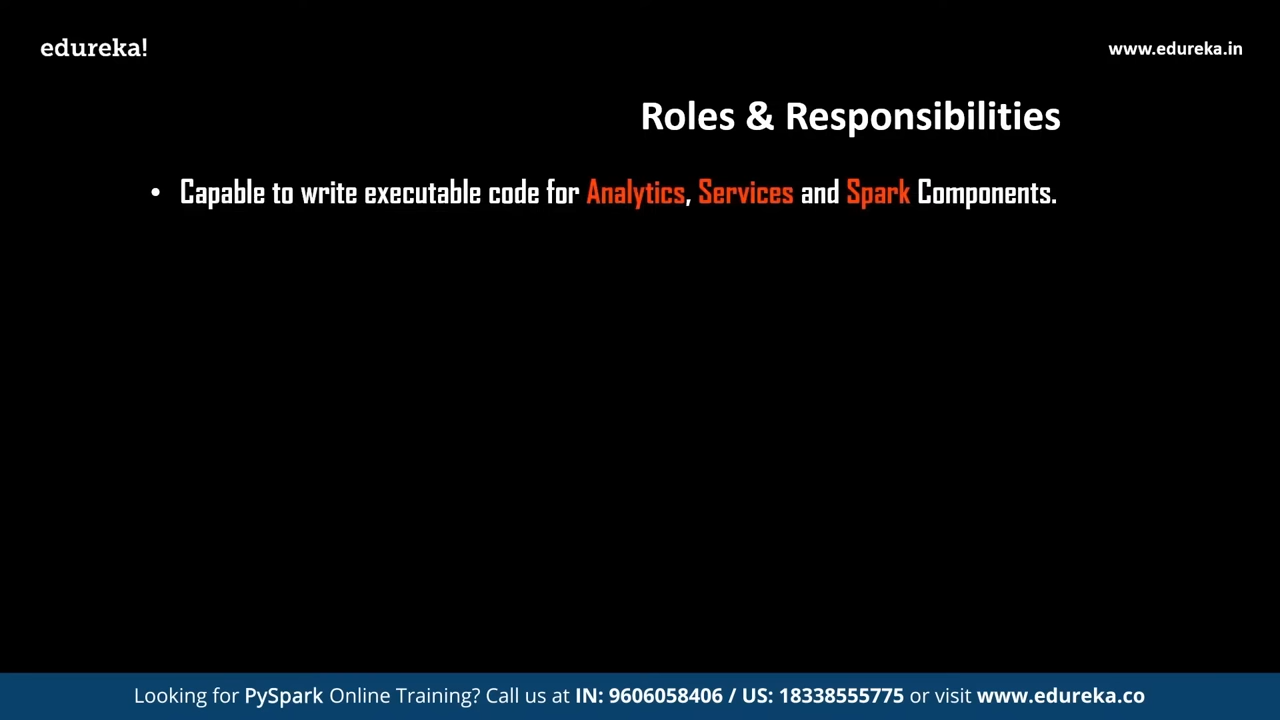 edureka!
www.edureka.in
Roles & Responsibilities
• Capable to write executable code for Analytics, Services and Spark Components.
Looking for PySpark Online Training? Call us at IN: 9606058406 / US: 18338555775 or visit www.edureka.co